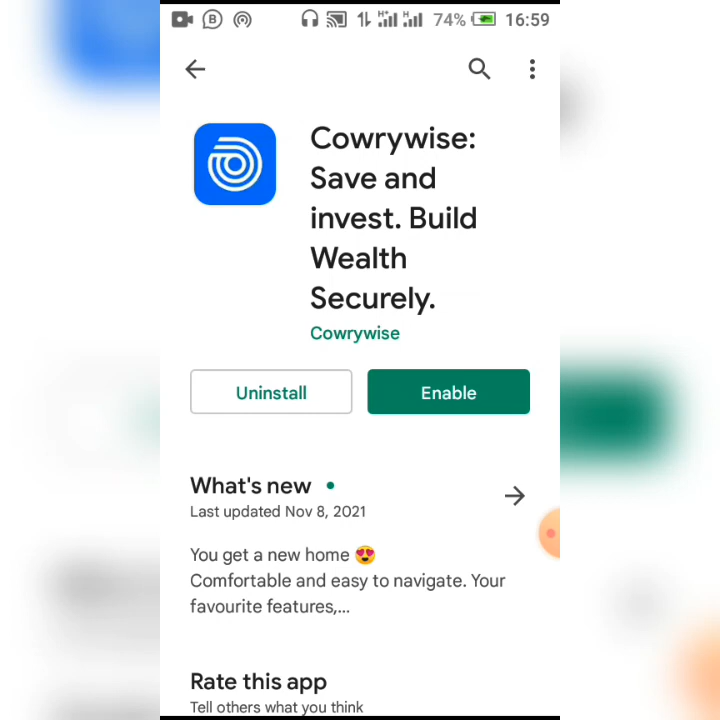 B 74% 16:59
Cowrywise:
Save and
invest. Build
Wealth
Securely.
Cowrywise
Uninstall Enable
What's new
Last updated Nov 8, 2021
You get a new home 😍
Comfortable and easy to navigate. Your
favourite features,...
Rate this app
Tell others what you think